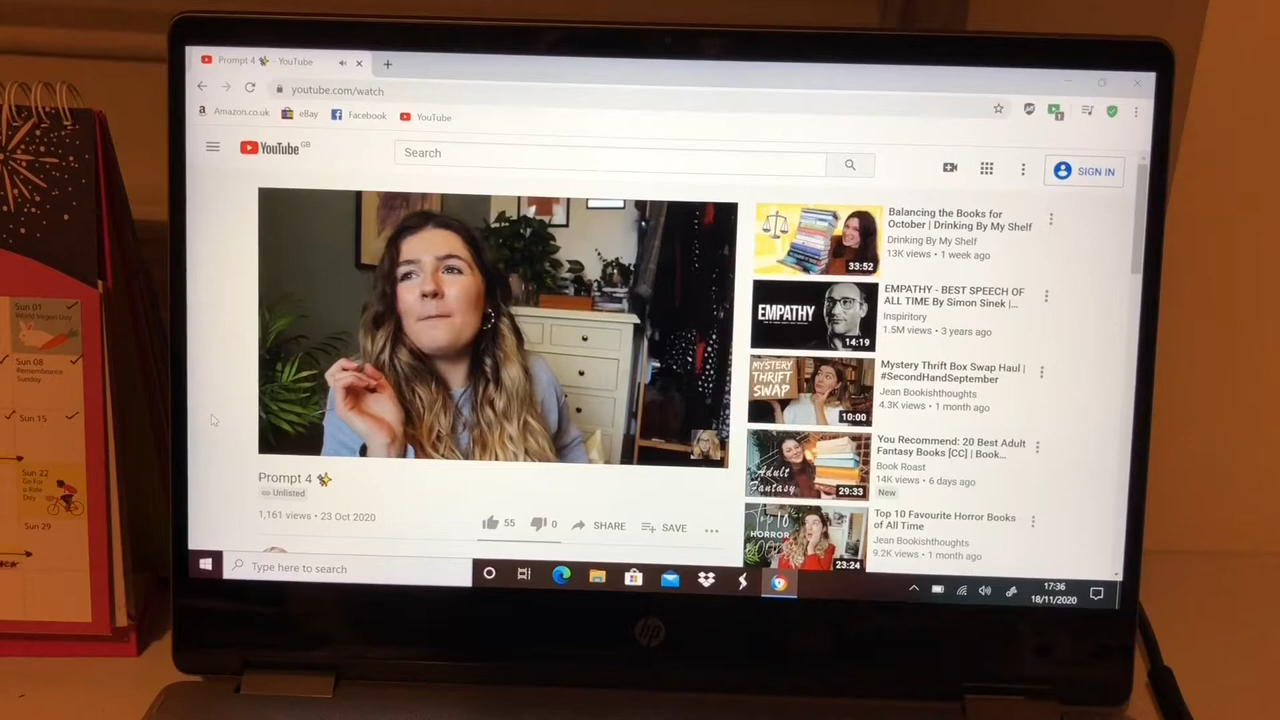 Prompt 4 ✨ - YouTube
youtube.com/watch
Amazon.co.uk eBay Facebook YouTube
YouTube GB
Search
SIGN IN
Prompt 4 ✨
Unlisted
1,161 views • 23 Oct 2020
55 0 SHARE SAVE
33:52
Balancing the Books for
October | Drinking By My Shelf
Drinking By My Shelf
13K views • 1 week ago
EMPATHY
14:19
EMPATHY - BEST SPEECH OF
ALL TIME By Simon Sinek |...
Inspiritory
1.5M views • 3 years ago
MYSTERY
THRIFT
SWAP
10:00
Mystery Thrift Box Swap Haul |
#SecondHandSeptember
Jean Bookishthoughts
4.3K views • 1 month ago
Adult
Fantasy
29:33
You Recommend: 20 Best Adult
Fantasy Books [CC] | Book...
Book Roast
14K views • 6 days ago
New
Top 10
HORROR
BOOKS
23:24
Top 10 Favourite Horror Books
of All Time
Jean Bookishthoughts
9.2K views • 1 month ago
Type here to search
17:36
18/11/2020
hp
Sun 01
World Vegan Day
Sun 08
Remembrance
Sunday
Sun 15
Sun 22
Go For
a Ride
Day
Sun 29